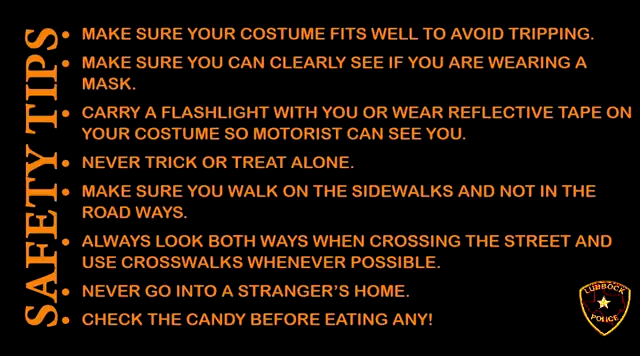 SAFETY TIPS
• MAKE SURE YOUR COSTUME FITS WELL TO AVOID TRIPPING.
• MAKE SURE YOU CAN CLEARLY SEE IF YOU ARE WEARING A
MASK.
• CARRY A FLASHLIGHT WITH YOU OR WEAR REFLECTIVE TAPE ON
YOUR COSTUME SO MOTORIST CAN SEE YOU.
• NEVER TRICK OR TREAT ALONE.
• MAKE SURE YOU WALK ON THE SIDEWALKS AND NOT IN THE
ROAD WAYS.
• ALWAYS LOOK BOTH WAYS WHEN CROSSING THE STREET AND
USE CROSSWALKS WHENEVER POSSIBLE.
• NEVER GO INTO A STRANGER'S HOME.
• CHECK THE CANDY BEFORE EATING ANY!
LUBBOCK
POLICE